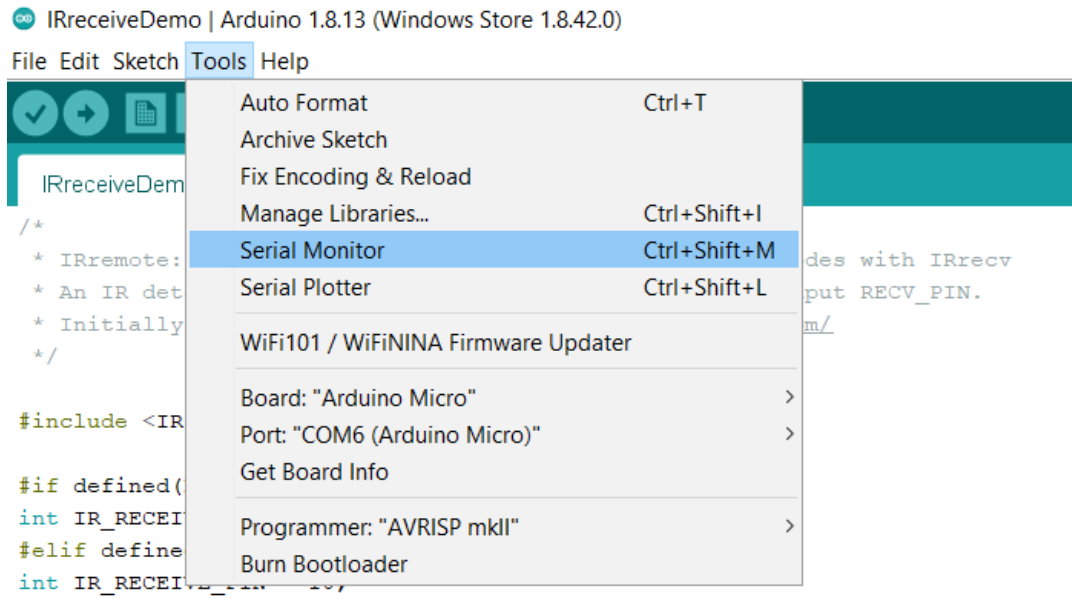 IRreceiveDemo | Arduino 1.8.13 (Windows Store 1.8.42.0)
File Edit Sketch Tools Help
Auto Format Ctrl+T
Archive Sketch
Fix Encoding & Reload
Manage Libraries... Ctrl+Shift+I
Serial Monitor Ctrl+Shift+M
Serial Plotter Ctrl+Shift+L
WiFi101 / WiFiNINA Firmware Updater
Board: "Arduino Micro"
Port: "COM6 (Arduino Micro)"
Get Board Info
Programmer: "AVRISP mkII"
Burn Bootloader
IRreceiveDem
/*
* IRremote: des with IRrecv
* An IR det put RECV_PIN.
* Initially m/
*/
#include <IR
#if defined(
int IR_RECEI
#elif define
int IR_RECEI